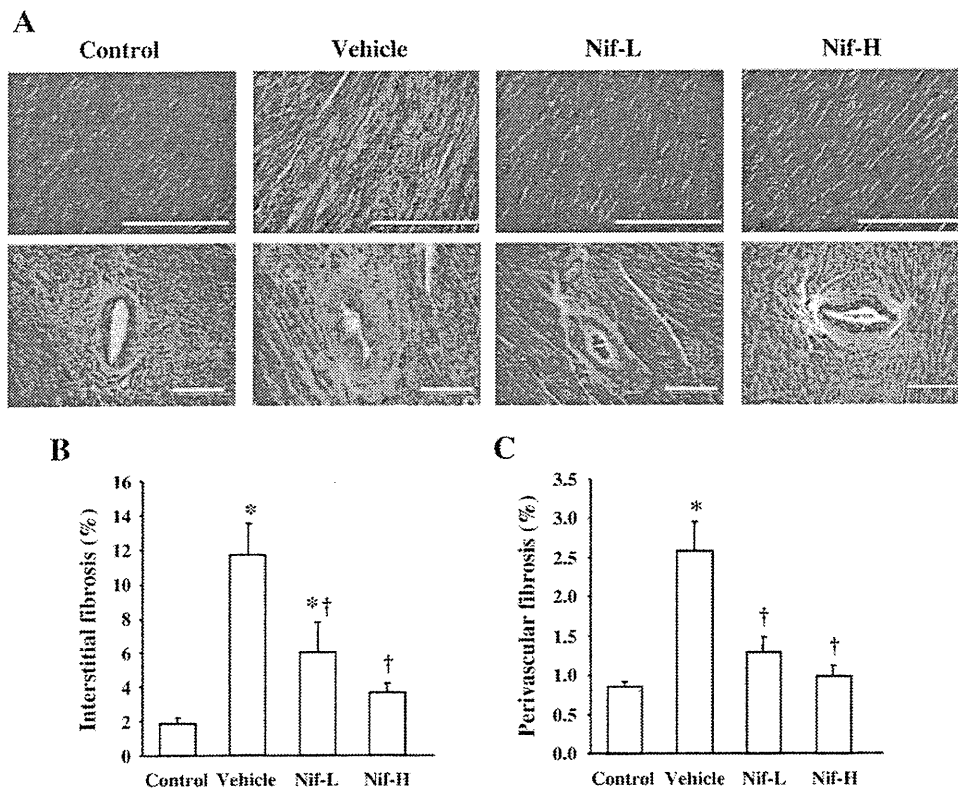 A
Control Vehicle Nif-L Nif-H
B
Interstitial fibrosis (%)
16
14
12
10
8
6
4
2
0
*
*†
†
Control Vehicle Nif-L Nif-H
C
Perivascular fibrosis (%)
3.5
3.0
2.5
2.0
1.5
1.0
0.5
0.0
*
†
†
Control Vehicle Nif-L Nif-H